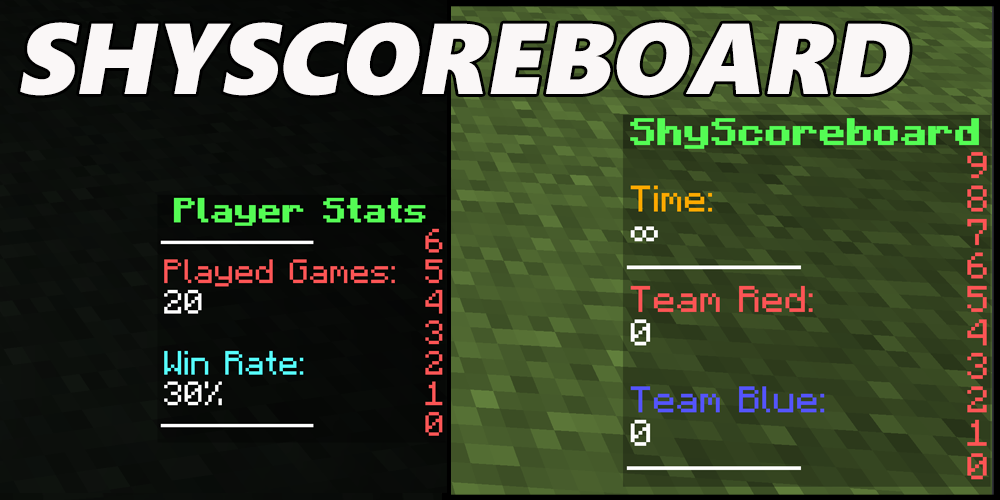 SHYSCOREBOARD
Player Stats
6
Played Games: 5
20 4
3
Win Rate: 2
30% 1
0
ShyScoreboard
9
Time: 8
∞ 7
6
Team Red: 5
0 4
3
Team Blue: 2
0 1
0